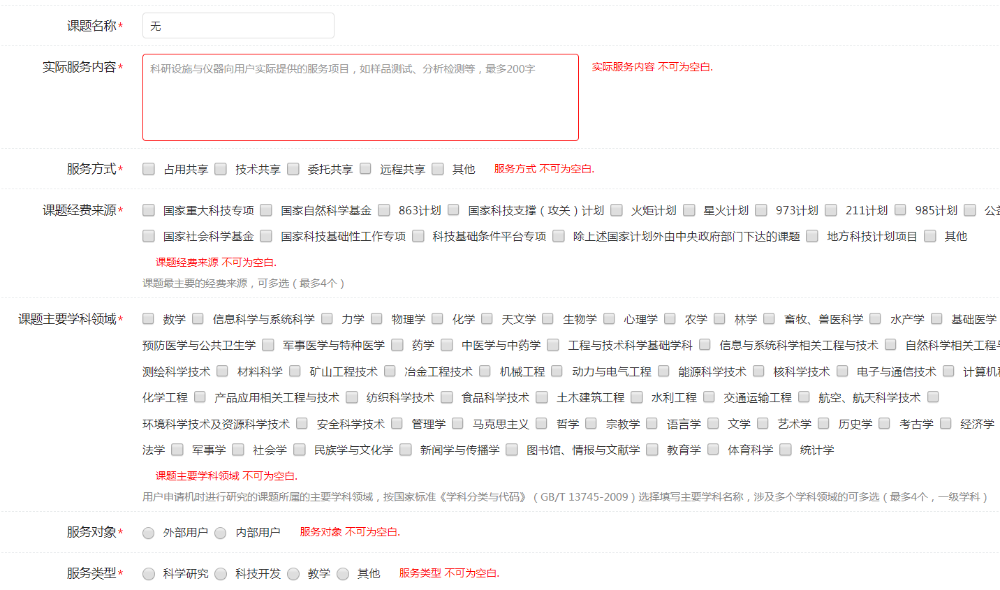 课题名称* 无
实际服务内容* 科研设施与仪器向用户实际提供的服务项目，如样品测试、分析检测等，最多200字 实际服务内容 不可为空白.
服务方式* 占用共享 技术共享 委托共享 远程共享 其他 服务方式 不可为空白.
课题经费来源* 国家重大科技专项 国家自然科学基金 863计划 国家科技支撑（攻关）计划 火炬计划 星火计划 973计划 211计划 985计划 公益
国家社会科学基金 国家科技基础性工作专项 科技基础条件平台专项 除上述国家计划外由中央政府部门下达的课题 地方科技计划项目 其他
课题经费来源 不可为空白.
课题最主要的经费来源，可多选（最多4个）
课题主要学科领域* 数学 信息科学与系统科学 力学 物理学 化学 天文学 生物学 心理学 农学 林学 畜牧、兽医科学 水产学 基础医学
预防医学与公共卫生学 军事医学与特种医学 药学 中医学与中药学 工程与技术科学基础学科 信息与系统科学相关工程与技术 自然科学相关工程与
测绘科学技术 材料科学 矿山工程技术 冶金工程技术 机械工程 动力与电气工程 能源科学技术 核科学技术 电子与通信技术 计算机科
化学工程 产品应用相关工程与技术 纺织科学技术 食品科学技术 土木建筑工程 水利工程 交通运输工程 航空、航天科学技术
环境科学技术及资源科学技术 安全科学技术 管理学 马克思主义 哲学 宗教学 语言学 文学 艺术学 历史学 考古学 经济学
法学 军事学 社会学 民族学与文化学 新闻学与传播学 图书馆、情报与文献学 教育学 体育科学 统计学
课题主要学科领域 不可为空白.
用户申请机时进行研究的课题所属的主要学科领域，按国家标准《学科分类与代码》（GB/T 13745-2009）选择填写主要学科名称，涉及多个学科领域的可多选（最多4个，一级学科）
服务对象* 外部用户 内部用户 服务对象 不可为空白.
服务类型* 科学研究 科技开发 教学 其他 服务类型 不可为空白.